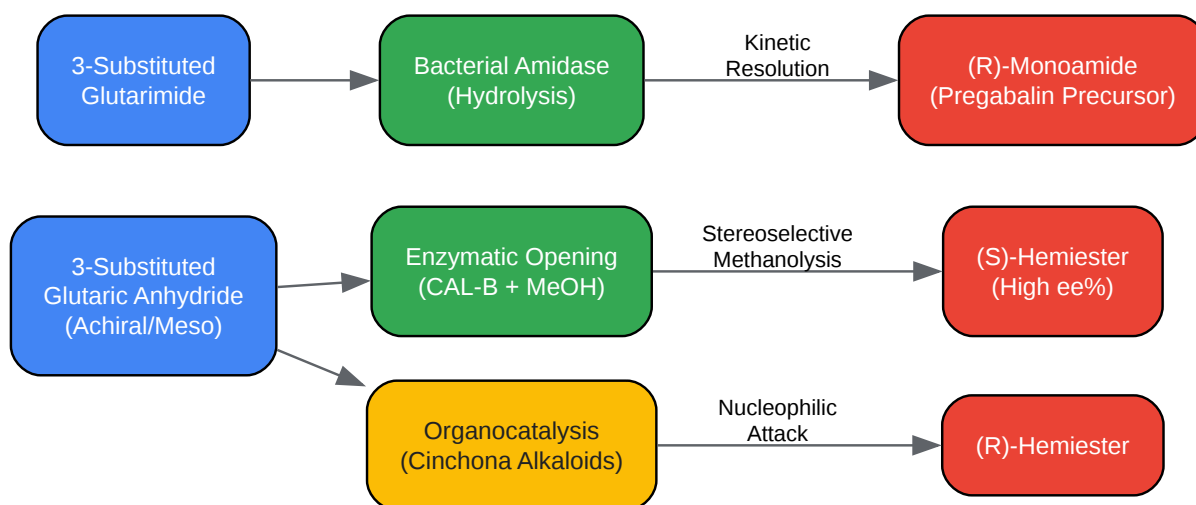 3-Substituted
Glutarimide
Bacterial Amidase
(Hydrolysis)
Kinetic
Resolution
(R)-Monoamide
(Pregabalin Precursor)
3-Substituted
Glutaric Anhydride
(Achiral/Meso)
Enzymatic Opening
(CAL-B + MeOH)
Stereoselective
Methanolysis
(S)-Hemiester
(High ee%)
Organocatalysis
(Cinchona Alkaloids)
Nucleophilic
Attack
(R)-Hemiester